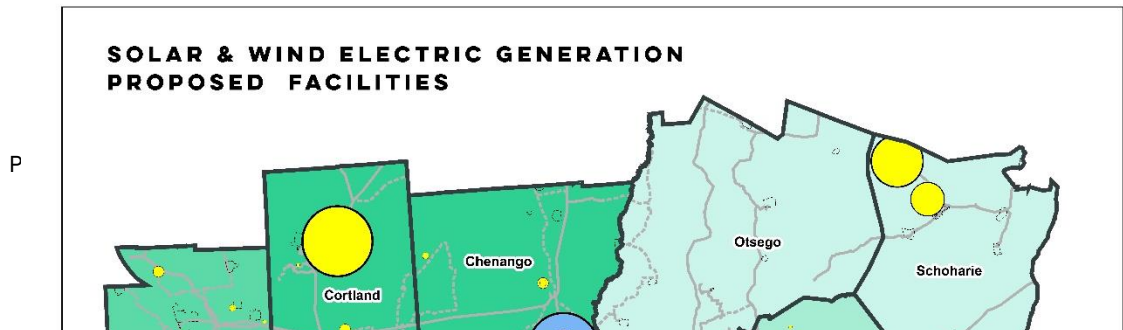 SOLAR & WIND ELECTRIC GENERATION
PROPOSED FACILITIES
P
Otsego
Chenango
Schoharie
Cortland